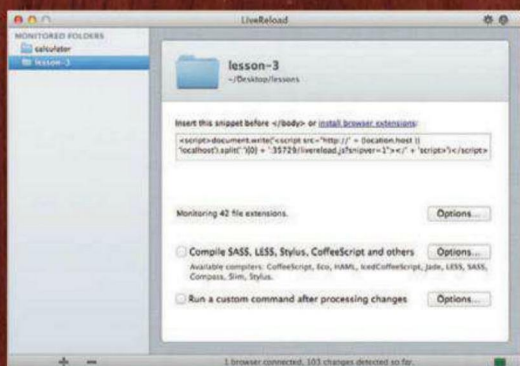 LiveReload
MONITORED FOLDERS
calculator
lesson-3
lesson-3
~/Desktop/lessons
Insert this snippet before </body> or install browser extensions:
<script>document.write('<script src="http://' + (location.host ||
'localhost').split(':')[0] + ':35729/livereload.js?snipver=1"></' + 'script>')</script>
Monitoring 42 file extensions.
Options...
Compile SASS, LESS, Stylus, CoffeeScript and others
Options...
Available compilers: CoffeeScript, Eco, HAML, IcedCoffeeScript, Jade, LESS, SASS,
Compass, Slim, Stylus.
Run a custom command after processing changes
Options...
1 browser connected, 103 changes detected so far.